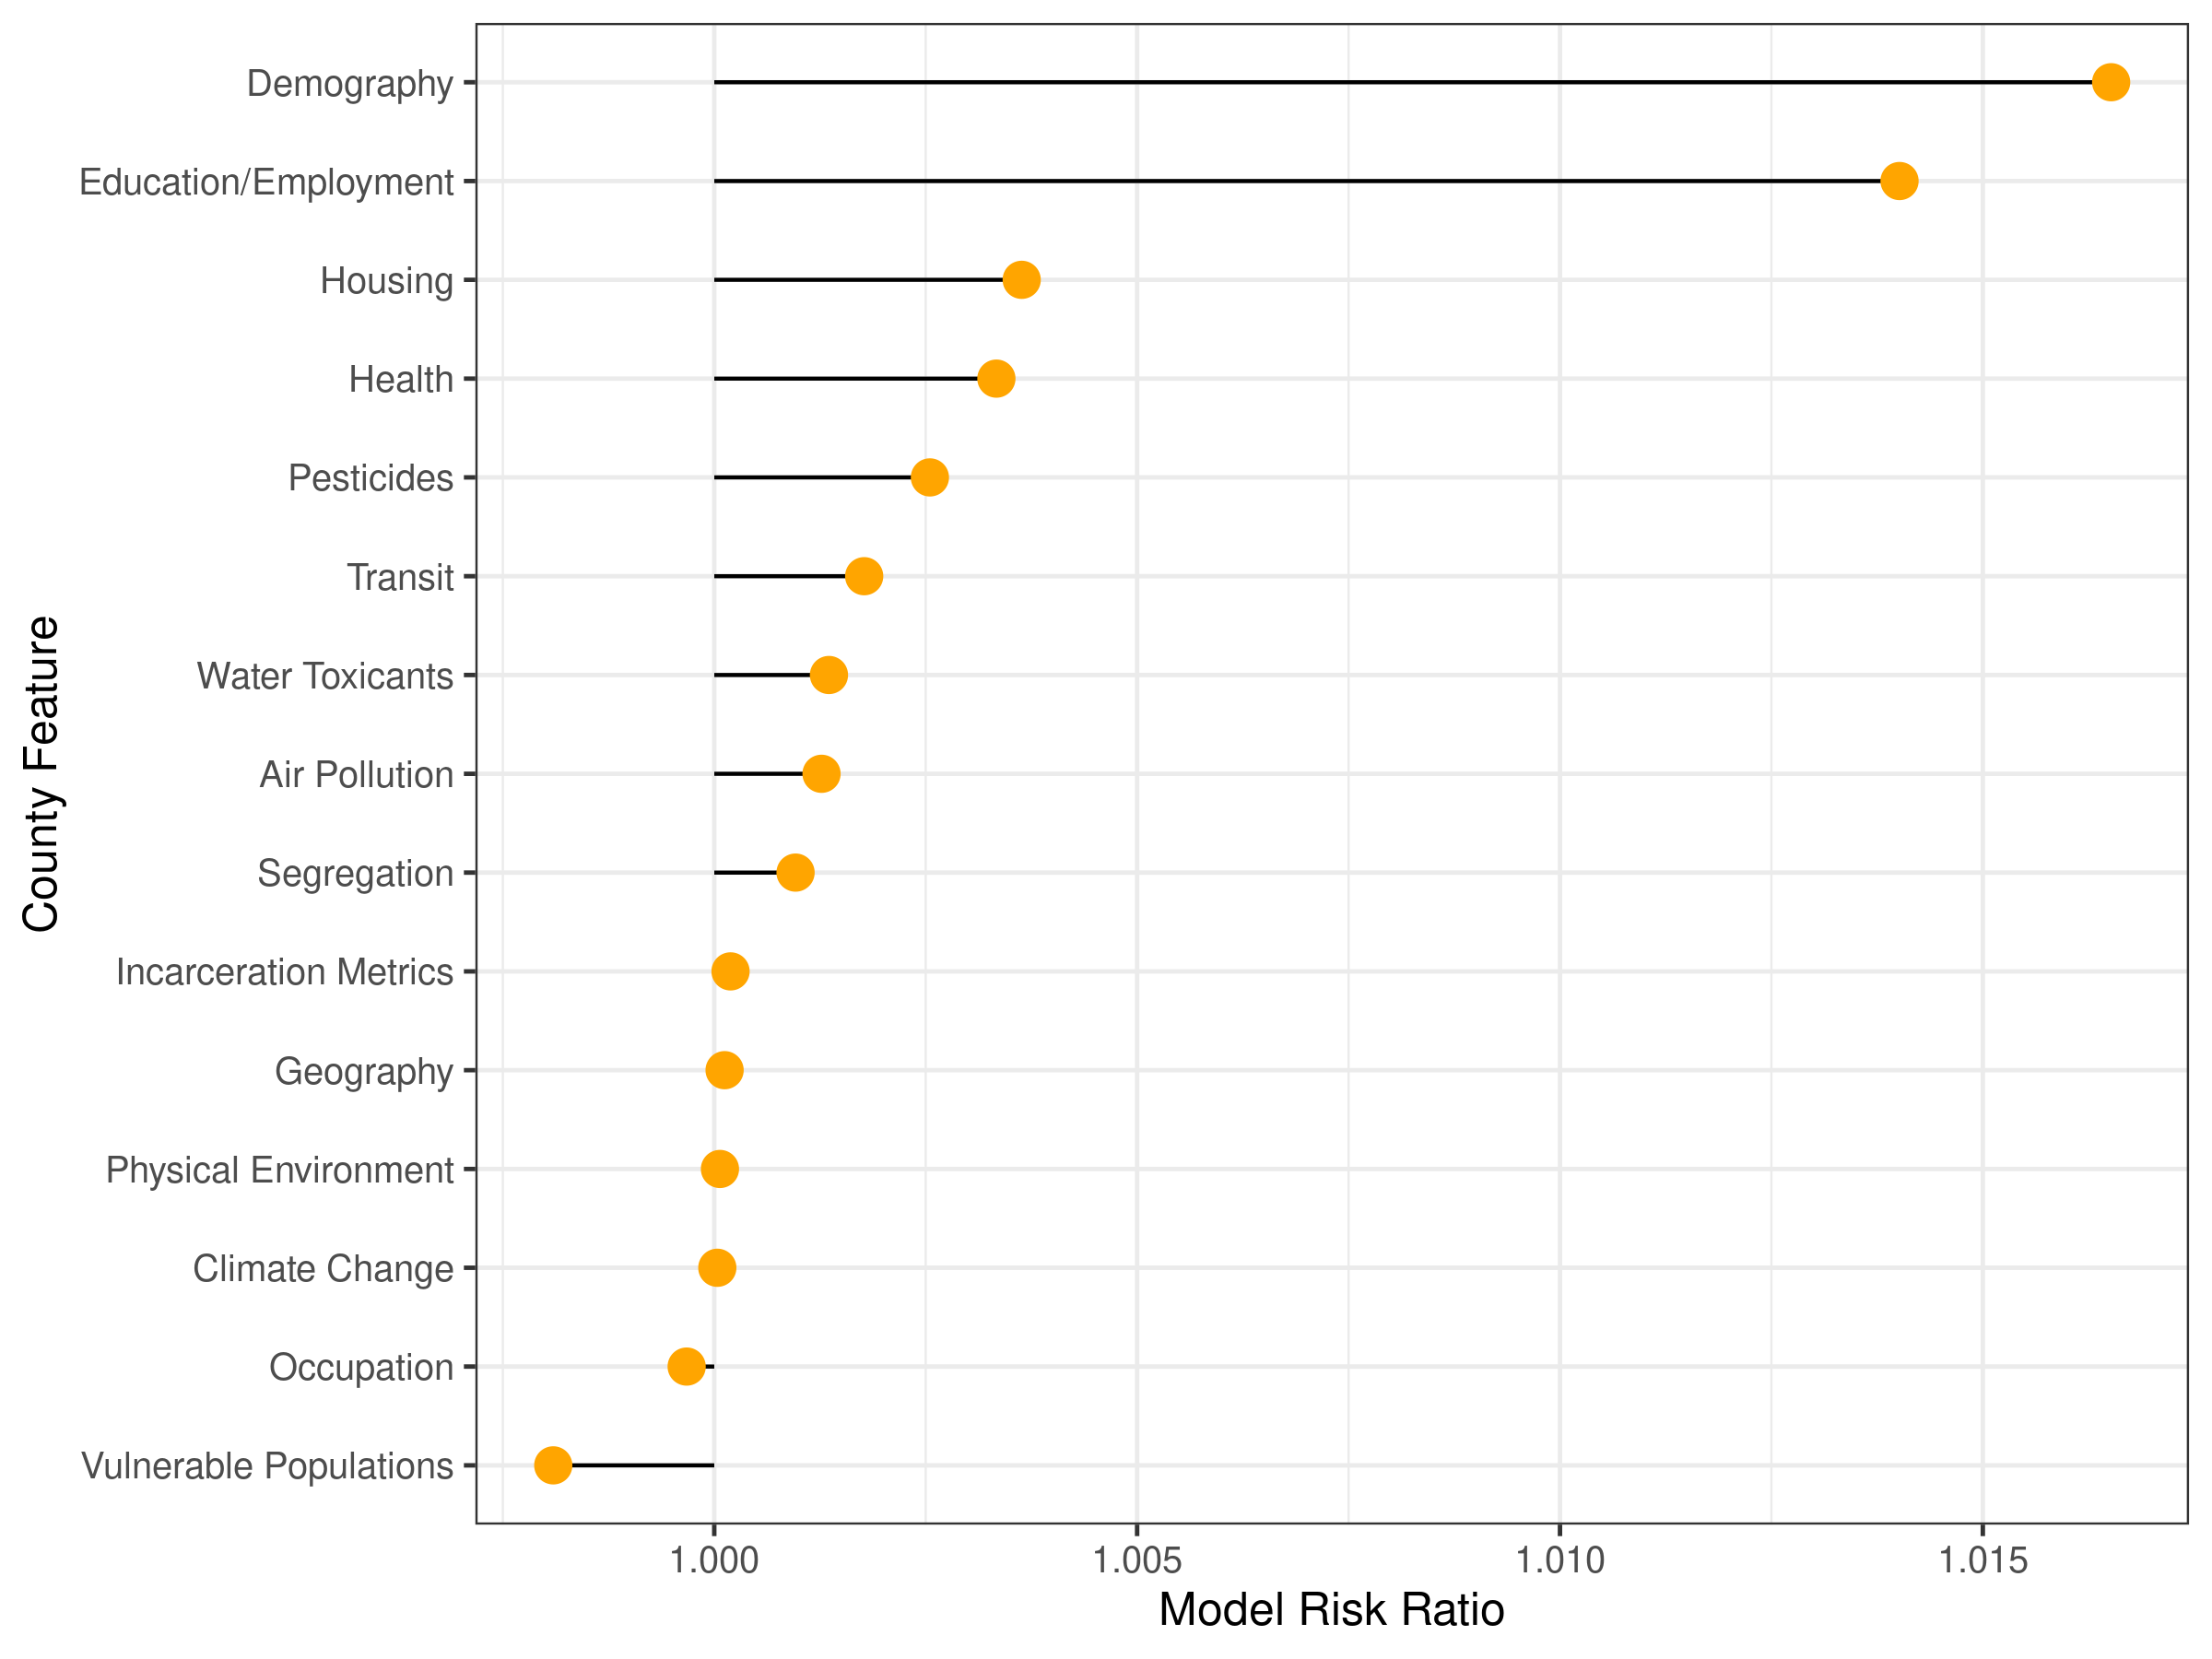 Demography
Education/Employment
Housing
Health
Pesticides
Transit
Water Toxicants
Air Pollution
Segregation
Incarceration Metrics
Geography
Physical Environment
Climate Change
Occupation
Vulnerable Populations
County Feature
1.000 1.005 1.010 1.015
Model Risk Ratio